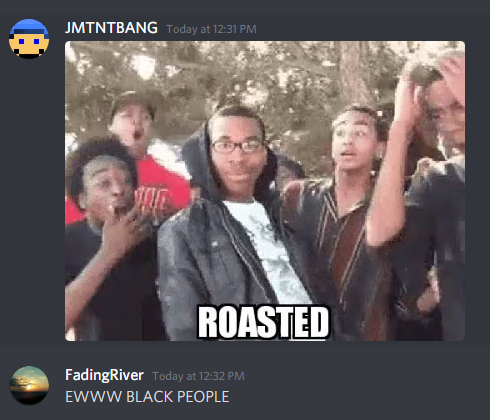 JMTNTBANG Today at 12:31 PM
ROASTED
FadingRiver Today at 12:32 PM
EWWW BLACK PEOPLE